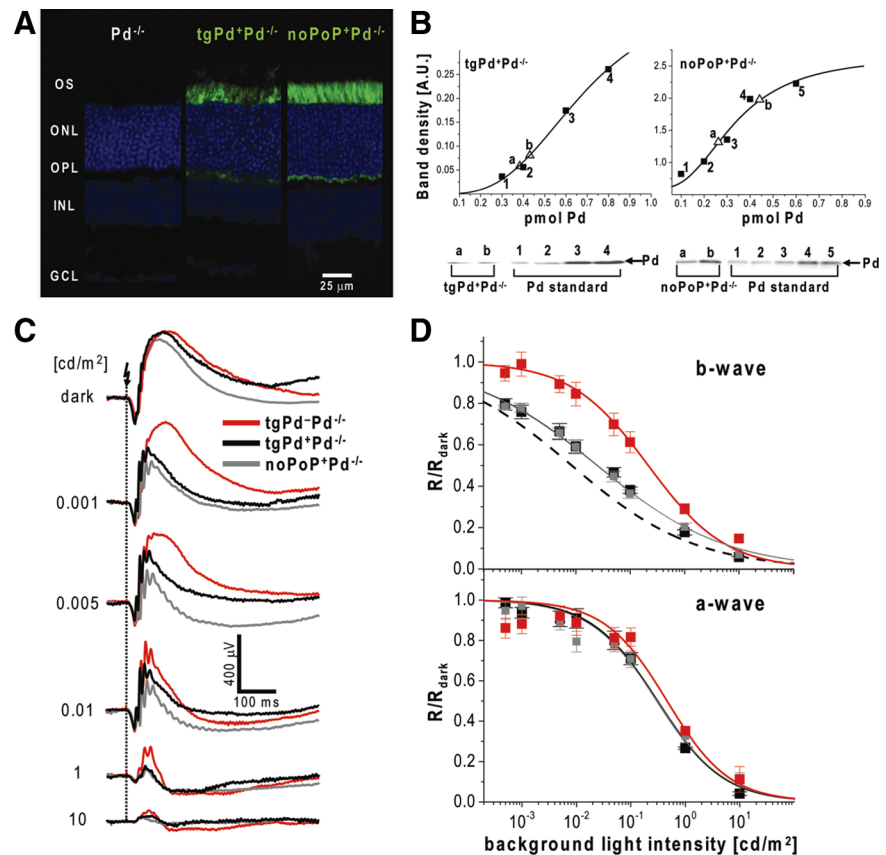 A
Pd-/-
tgPd+Pd-/-
noPoP+Pd-/-
OS
ONL
OPL
INL
GCL
25 μm
B
Band density [A.U.]
tgPd+Pd-/-
0.3
0.2
0.1
0.0
1
a
2
b
3
4
0.0 0.1 0.2 0.3 0.4 0.5 0.6 0.7 0.8 0.9 1.0
pmol Pd
noPoP+Pd-/-
2.5
2.0
1.5
1.0
1
2
a
3
4
b
5
0.1 0.2 0.3 0.4 0.5 0.6 0.7 0.8 0.9
pmol Pd
a b 1 2 3 4
Pd
tgPd+Pd-/- Pd standard
a b 1 2 3 4 5
Pd
noPoP+Pd-/- Pd standard
C
[cd/m2]
dark
tgPd-Pd-/-
tgPd+Pd-/-
noPoP+Pd-/-
0.001
0.005
0.01
400 μV
100 ms
1
10
D
b-wave
R/Rdark
1.0
0.8
0.6
0.4
0.2
0.0
a-wave
R/Rdark
1.0
0.8
0.6
0.4
0.2
0.0
10-3 10-2 10-1 100 101
background light intensity [cd/m2]